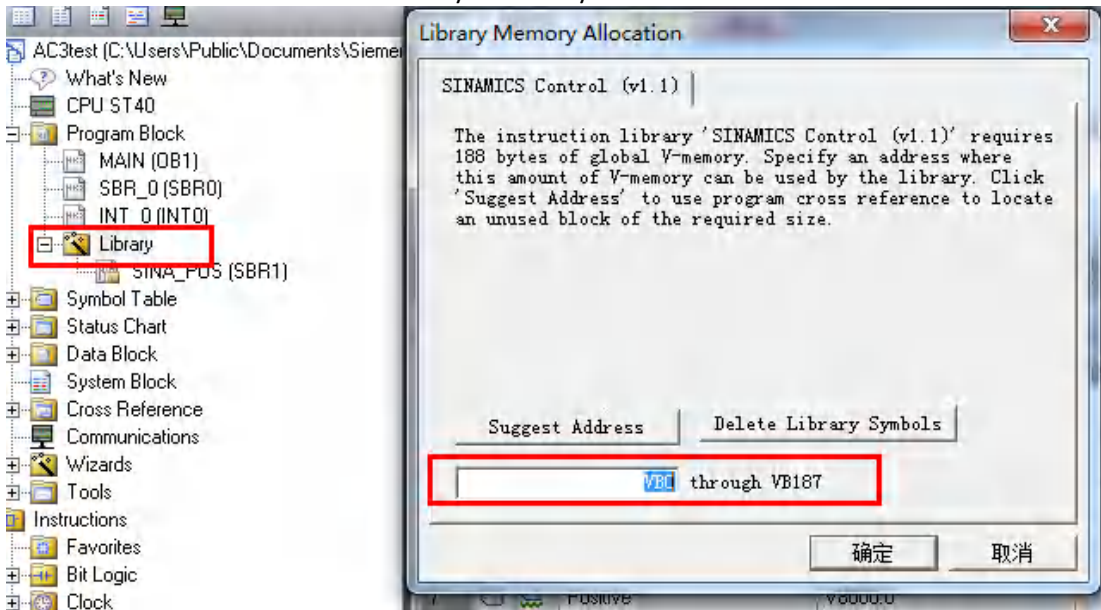 AC3test (C:\Users\Public\Documents\Siemen
What's New
CPU ST40
Program Block
MAIN (OB1)
SBR_0 (SBR0)
INT_0 (INT0)
Library
SINA_POS (SBR1)
Symbol Table
Status Chart
Data Block
System Block
Cross Reference
Communications
Wizards
Tools
Instructions
Favorites
Bit Logic
Clock
Library Memory Allocation
SINAMICS Control (v1.1)
The instruction library 'SINAMICS Control (v1.1)' requires
188 bytes of global V-memory. Specify an address where
this amount of V-memory can be used by the library. Click
'Suggest Address' to use program cross reference to locate
an unused block of the required size.
Suggest Address
Delete Library Symbols
VB0 through VB187
确定
取消
Positive